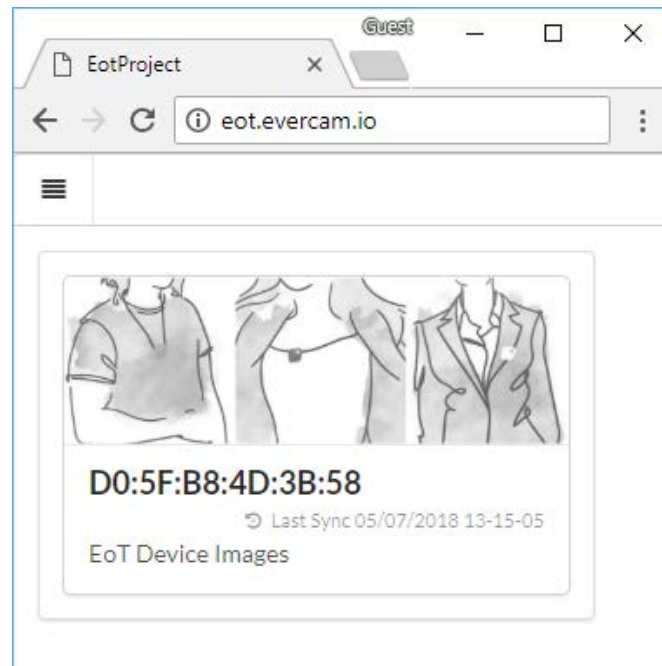 Guest
EotProject
eot.evercam.io
D0:5F:B8:4D:3B:58
Last Sync 05/07/2018 13-15-05
EoT Device Images